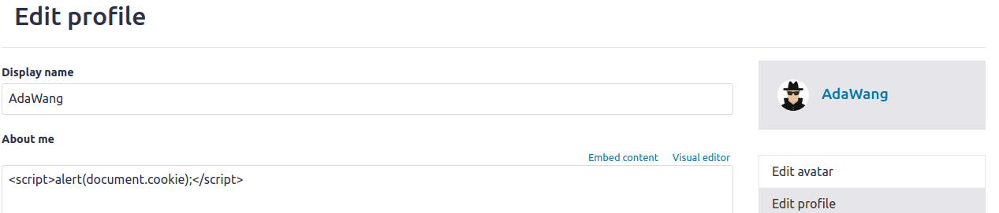 Edit profile
Display name
AdaWang
About me
Embed content Visual editor
<script>alert(document.cookie);</script>
AdaWang
Edit avatar
Edit profile